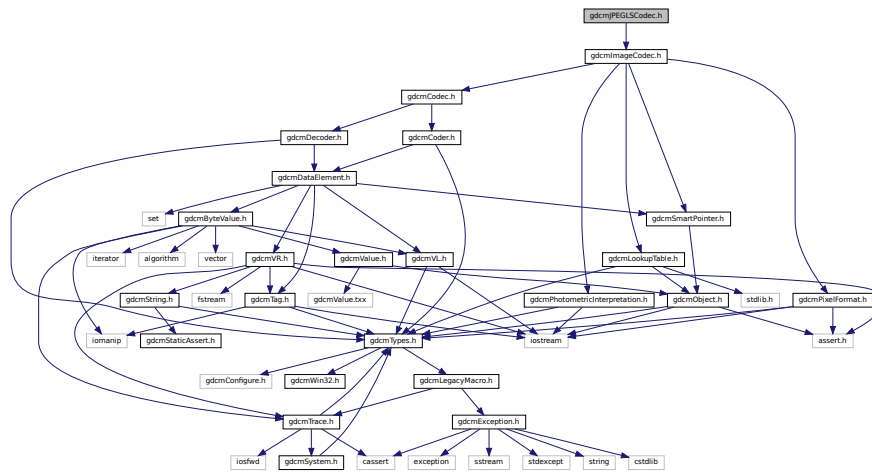 gdcmJPEGLSCodec.h
gdcmImageCodec.h
gdcmCodec.h
gdcmDecoder.h
gdcmCoder.h
gdcmDataElement.h
set
gdcmByteValue.h
gdcmSmartPointer.h
iterator
algorithm
vector
gdcmVR.h
gdcmValue.h
gdcmVL.h
gdcmLookupTable.h
gdcmString.h
fstream
gdcmTag.h
gdcmValue.txx
gdcmPhotometricInterpretation.h
gdcmObject.h
stdlib.h
gdcmPixelFormat.h
iomanip
gdcmStaticAssert.h
gdcmTypes.h
iostream
assert.h
gdcmConfigure.h
gdcmWin32.h
gdcmLegacyMacro.h
gdcmTrace.h
gdcmException.h
iosfwd
gdcmSystem.h
cassert
exception
sstream
stdexcept
string
cstdlib